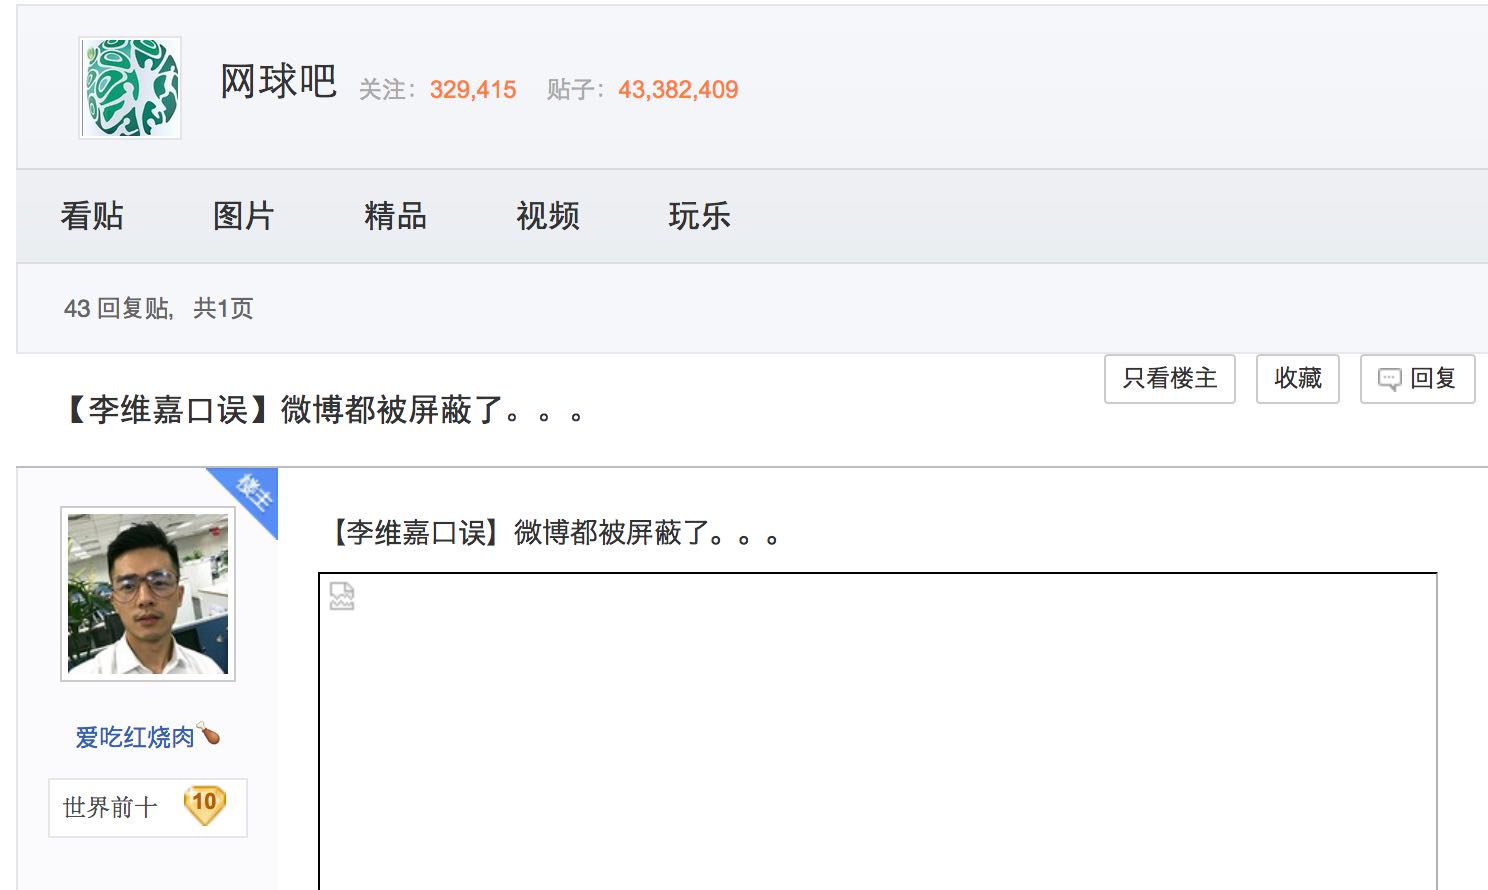 网球吧 关注：329,415 贴子：43,382,409
看贴 图片 精品 视频 玩乐
43 回复贴，共1页
只看楼主 收藏 回复
【李维嘉口误】微博都被屏蔽了。。。
楼主
【李维嘉口误】微博都被屏蔽了。。。
爱吃红烧肉🍗
世界前十 10